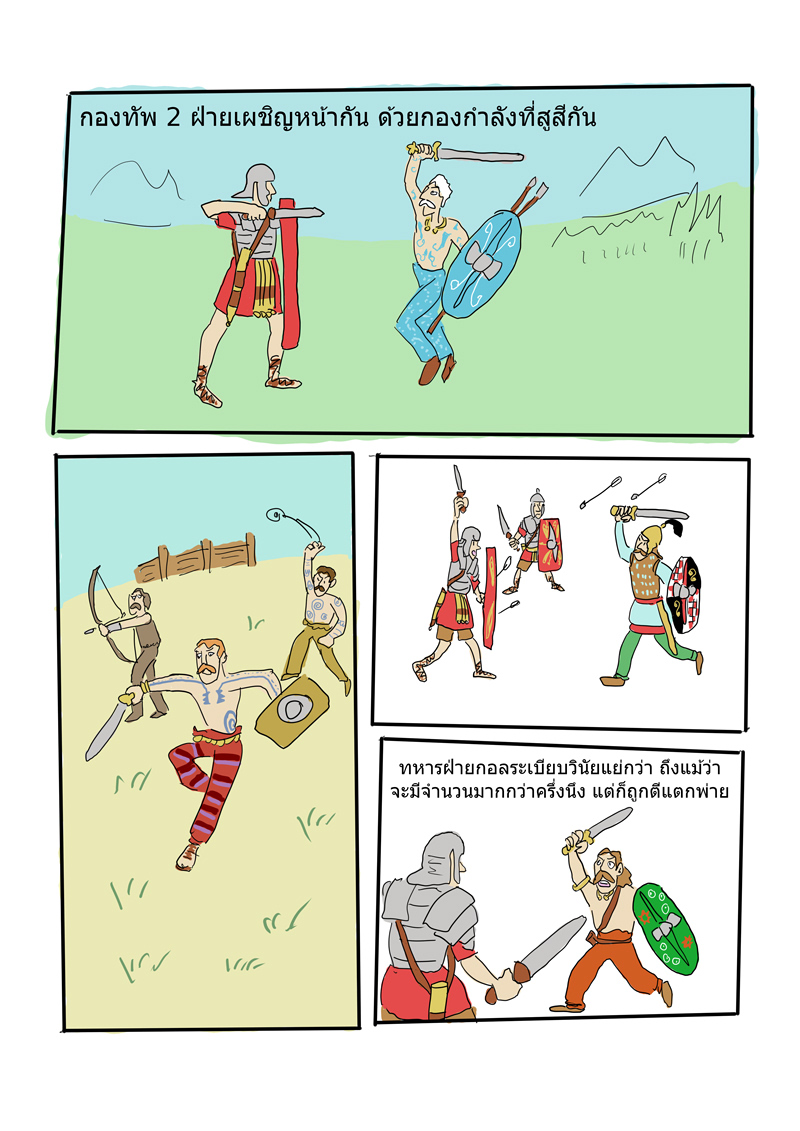 กองทัพ 2 ฝ่ายเผชิญหน้ากัน ด้วยกองกำลังที่สูสีกัน
ทหารฝ่ายกอลระเบียบวินัยแย่กว่า ถึงแม้ว่า
จะมีจำนวนมากกว่าครึ่งนึง แต่ก็ถูกตีแตกพ่าย